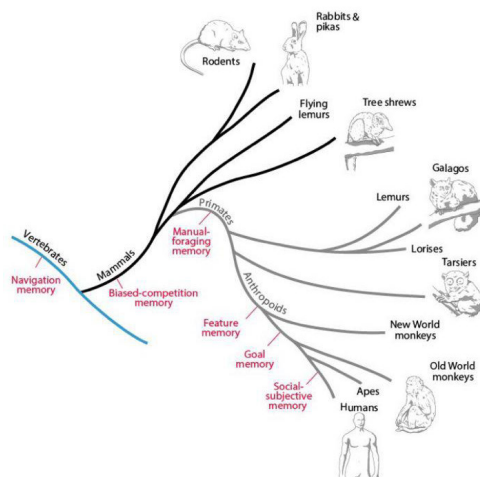 Rabbits &
pikas
Rodents
Flying
lemurs
Tree shrews
Galagos
Lemurs
Primates
Manual-
foraging
memory
Vertebrates
Mammals
Lorises
Tarsiers
Navigation
memory
Biased-competition
memory
Anthropoids
Feature
memory
New World
monkeys
Goal
memory
Old World
monkeys
Social-
subjective
memory
Apes
Humans